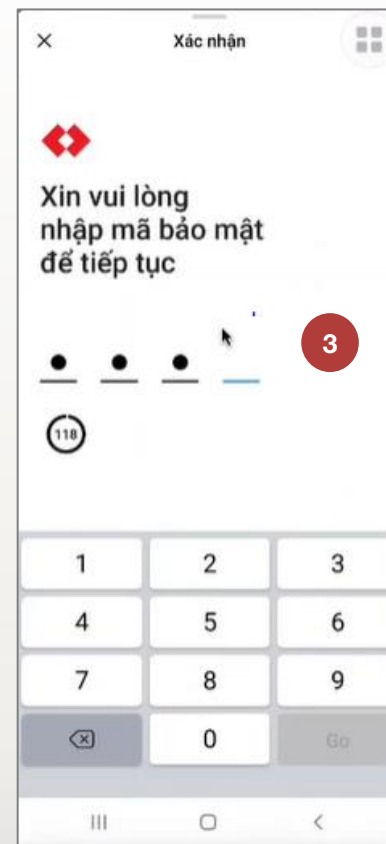 Xác nhận
Xin vui lòng
nhập mã bảo mật
để tiếp tục
3
118
1 2 3
4 5 6
7 8 9
0 Go